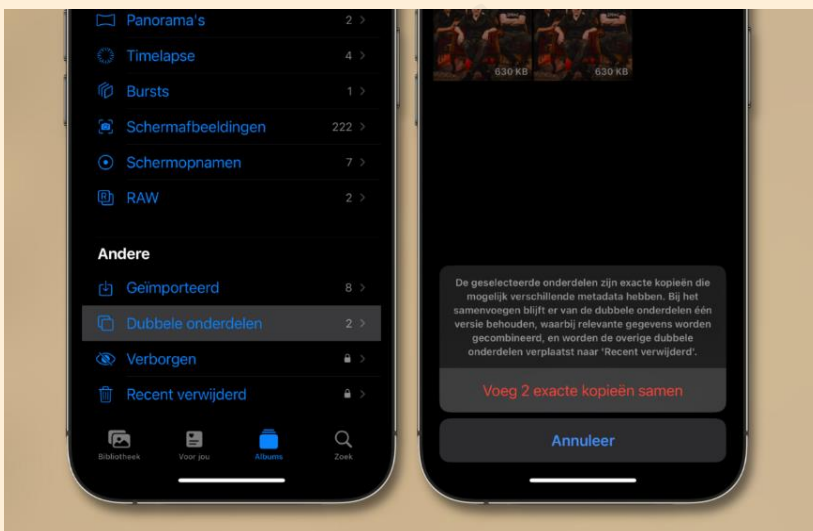 Panorama's 2
Timelapse 4
Bursts 1
Schermafbeeldingen 222
Schermopnamen 7
RAW 2
Andere
Geïmporteerd 8
Dubbele onderdelen 2
Verborgen
Recent verwijderd
Bibliotheek Voor jou Albums Zoek
630 KB 630 KB
De geselecteerde onderdelen zijn exacte kopieën die
mogelijk verschillende metadata hebben. Bij het
samenvoegen blijft er van de dubbele onderdelen één
versie behouden, waarbij relevante gegevens worden
gecombineerd, en worden de overige dubbele
onderdelen verplaatst naar 'Recent verwijderd'.
Voeg 2 exacte kopieën samen
Annuleer